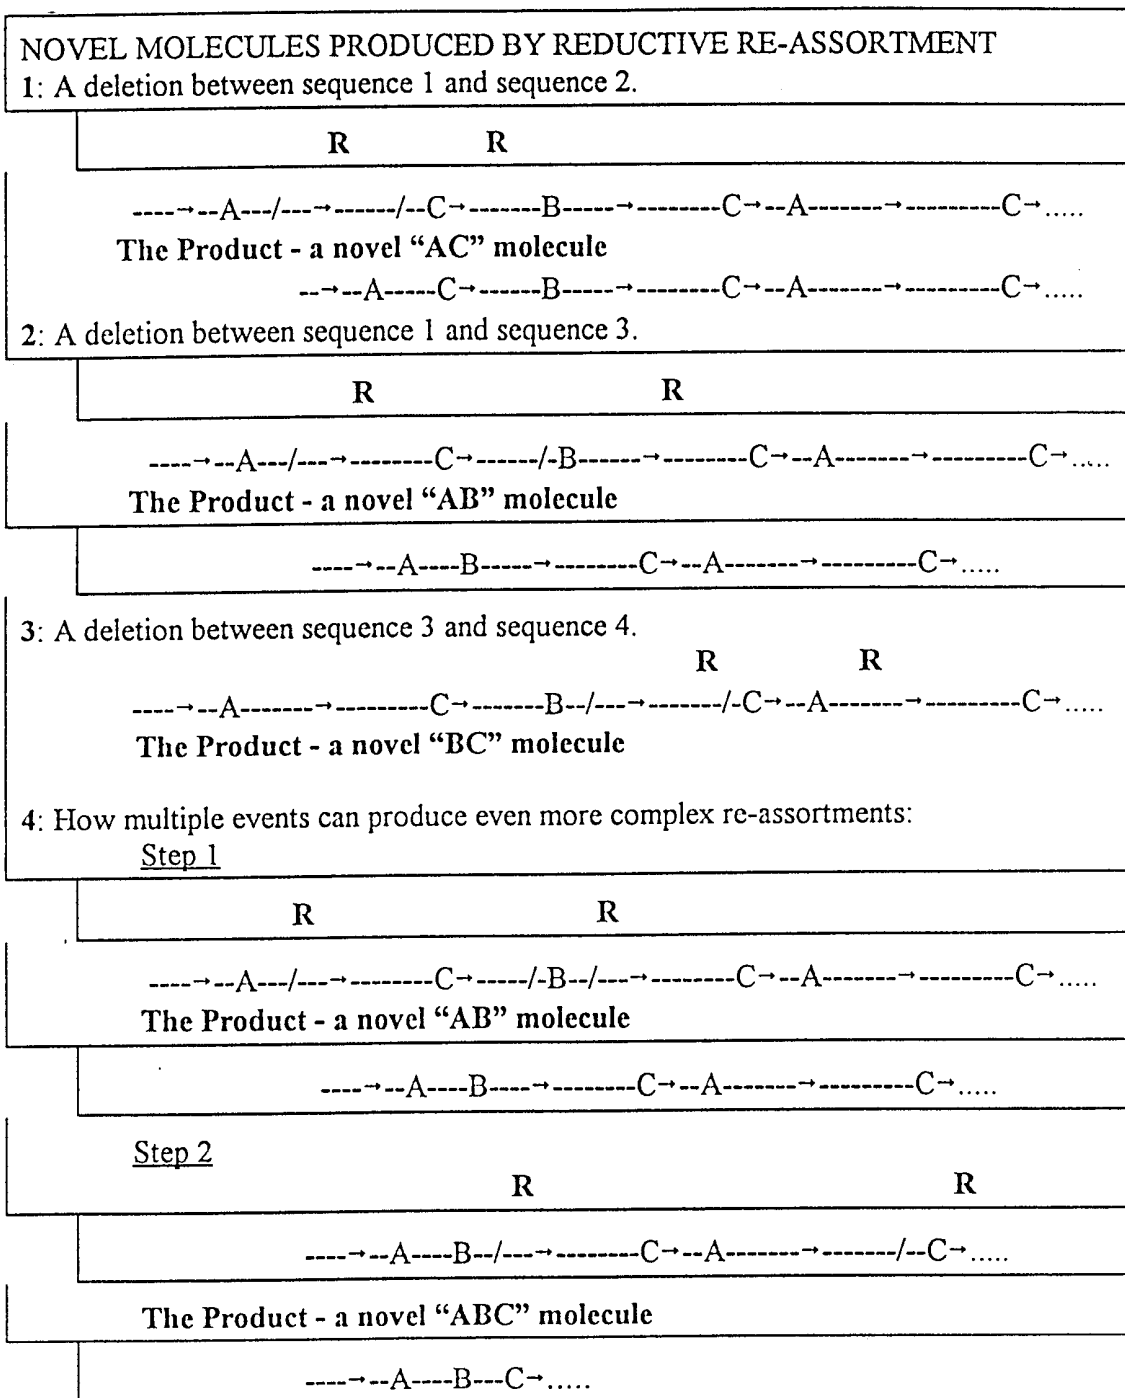 NOVEL MOLECULES PRODUCED BY REDUCTIVE RE-ASSORTMENT
1: A deletion between sequence 1 and sequence 2.
R R
----→--A---/---→------/--C→-------B-----→--------C→--A-------→---------C→.....
The Product - a novel “AC” molecule
--→--A-----C→------B-----→--------C→--A-------→---------C→.....
2: A deletion between sequence 1 and sequence 3.
R R
----→--A---/---→--------C→------/-B------→--------C→--A-------→---------C→.....
The Product - a novel “AB” molecule
----→--A----B-----→--------C→--A-------→---------C→.....
3: A deletion between sequence 3 and sequence 4.
R R
----→--A-------→---------C→-------B--/---→-------/-C→--A-------→---------C→.....
The Product - a novel “BC” molecule
4: How multiple events can produce even more complex re-assortments:
Step 1
R R
----→--A---/---→--------C→-----/-B--/---→--------C→--A-------→---------C→.....
The Product - a novel “AB” molecule
----→--A----B----→--------C→--A-------→---------C→.....
Step 2
R R
----→--A----B--/---→--------C→--A-------→-------/--C→.....
The Product - a novel “ABC” molecule
----→--A----B---C→.....